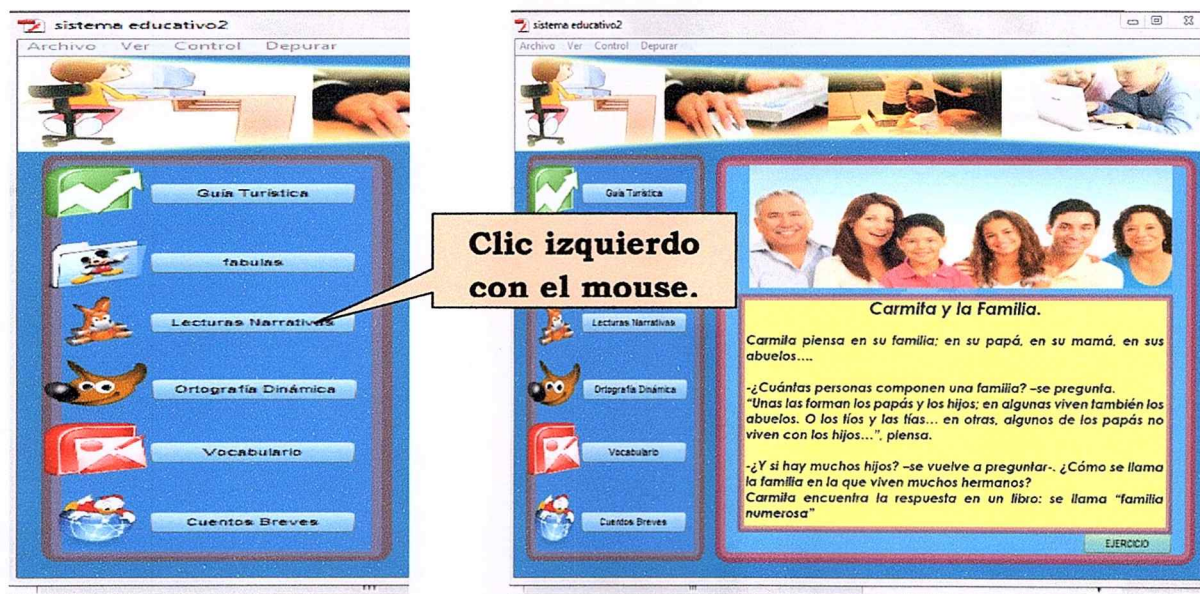 sistema educativo2
Archivo Ver Control Depurar
Guía Turística
fabulas
Lecturas Narrativas
Ortografía Dinámica
Vocabulario
Cuentos Breves
Clic izquierdo
con el mouse.
sistema educativo2
Archivo Ver Control Depurar
Guía Turística
Lecturas Narrativas
Ortografía Dinámica
Vocabulario
Cuentos Breves
Carmita y la Familia.
Carmita piensa en su familia; en su papá, en su mamá, en sus
abuelos....
-¿Cuántas personas componen una familia? –se pregunta.
"Unas las forman los papás y los hijos; en algunas viven también los
abuelos. O los tíos y las tías... en otras, algunos de los papás no
viven con los hijos...", piensa.
-¿Y si hay muchos hijos? –se vuelve a preguntar-. ¿Cómo se llama
la familia en la que viven muchos hermanos?
Carmita encuentra la respuesta en un libro: se llama "familia
numerosa"
EJERCICIO